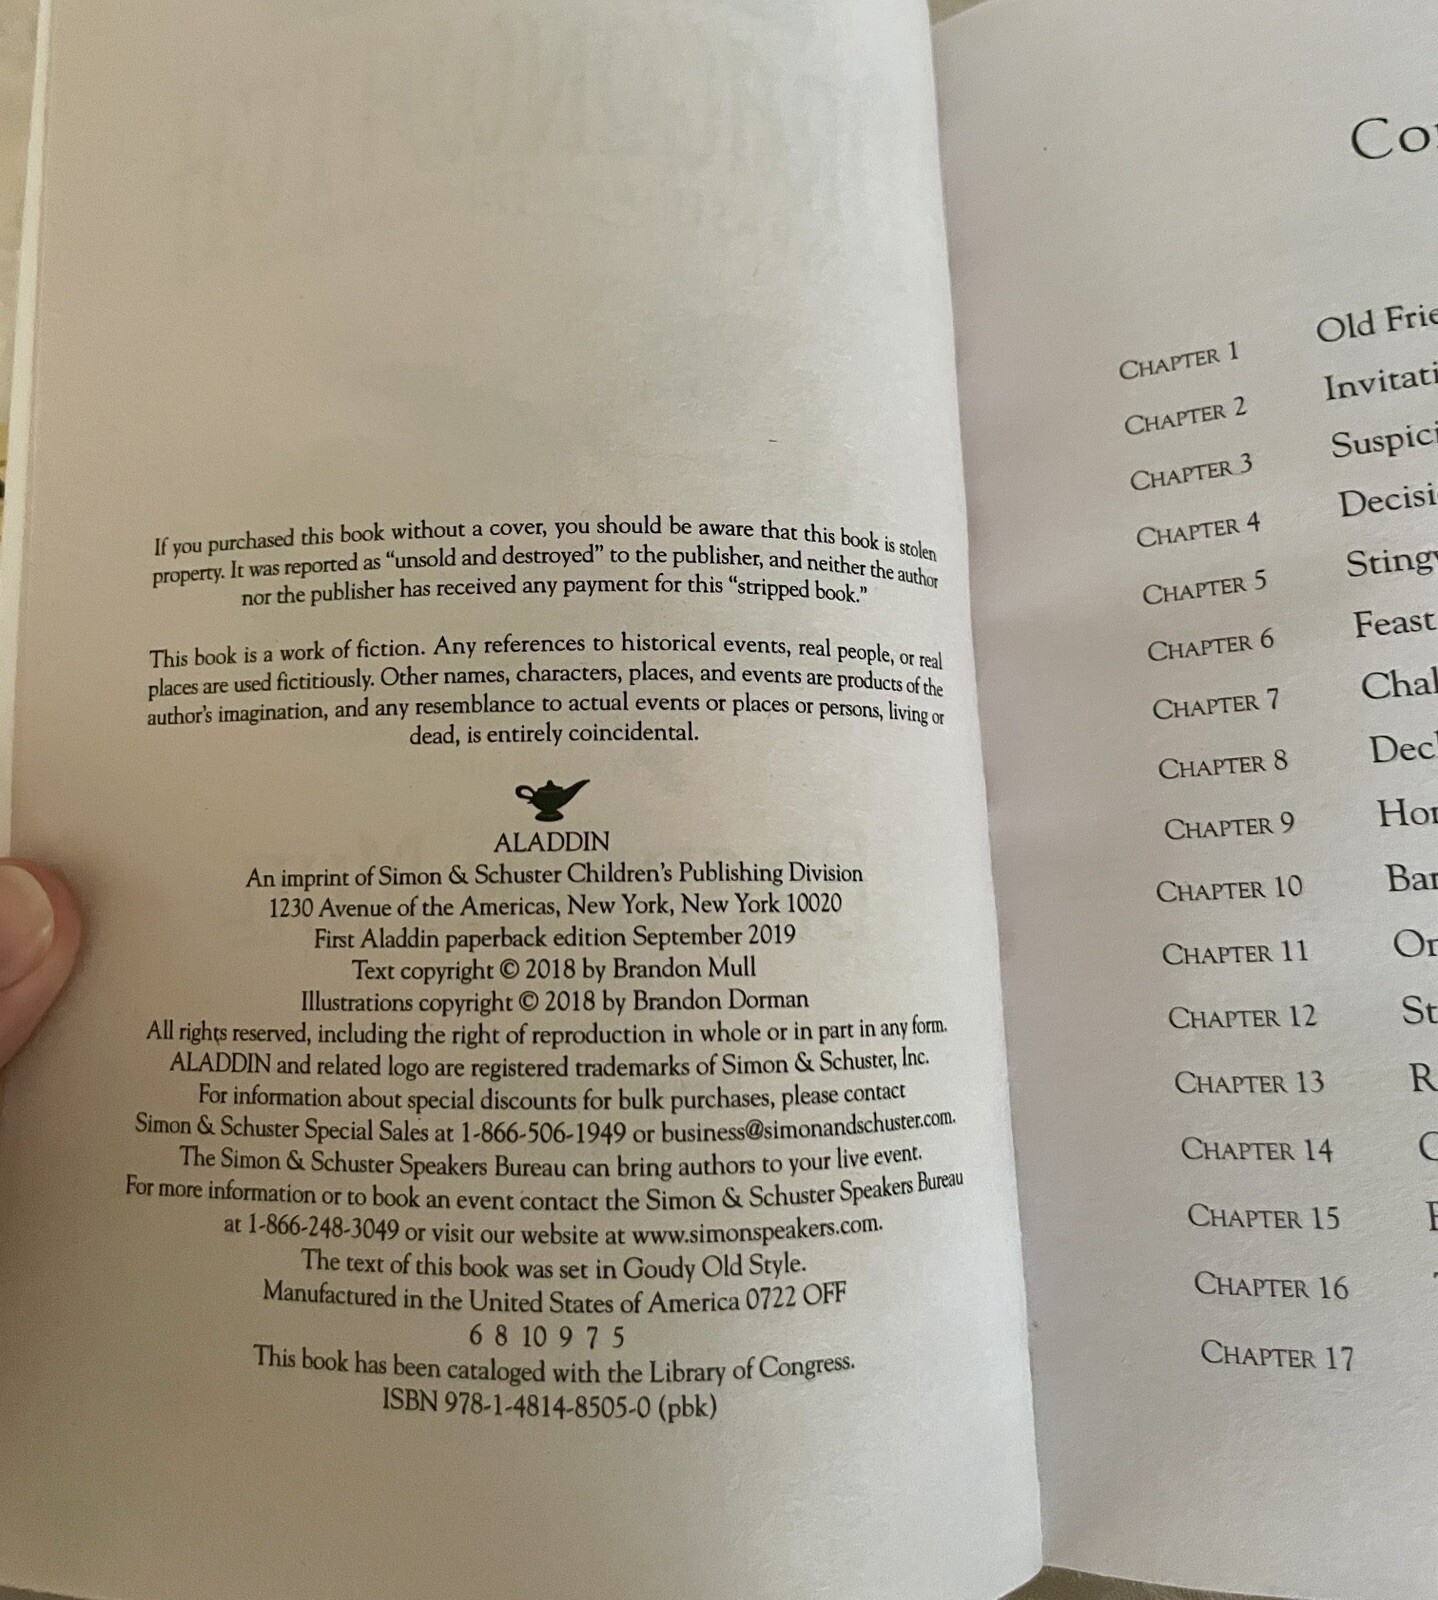 If you purchased this book without a cover, you should be aware that this book is stolen
property. It was reported as “unsold and destroyed” to the publisher, and neither the author
nor the publisher has received any payment for this “stripped book.”
This book is a work of fiction. Any references to historical events, real people, or real
places are used fictitiously. Other names, characters, places, and events are products of the
author’s imagination, and any resemblance to actual events or places or persons, living or
dead, is entirely coincidental.
ALADDIN
An imprint of Simon & Schuster Children’s Publishing Division
1230 Avenue of the Americas, New York, New York 10020
First Aladdin paperback edition September 2019
Text copyright © 2018 by Brandon Mull
Illustrations copyright © 2018 by Brandon Dorman
All rights reserved, including the right of reproduction in whole or in part in any form.
ALADDIN and related logo are registered trademarks of Simon & Schuster, Inc.
For information about special discounts for bulk purchases, please contact
Simon & Schuster Special Sales at 1-866-506-1949 or business@simonandschuster.com.
The Simon & Schuster Speakers Bureau can bring authors to your live event.
For more information or to book an event contact the Simon & Schuster Speakers Bureau
at 1-866-248-3049 or visit our website at www.simonspeakers.com.
The text of this book was set in Goudy Old Style.
Manufactured in the United States of America 0722 OFF
6 8 10 9 7 5
This book has been cataloged with the Library of Congress.
ISBN 978-1-4814-8505-0 (pbk)
Co
CHAPTER 1 Old Frie
CHAPTER 2 Invitati
CHAPTER 3 Suspici
CHAPTER 4 Decisi
CHAPTER 5 Sting
CHAPTER 6 Feast
CHAPTER 7 Chal
CHAPTER 8 Decl
CHAPTER 9 Hor
CHAPTER 10 Bar
CHAPTER 11 Or
CHAPTER 12 St
CHAPTER 13 R
CHAPTER 14
CHAPTER 15
CHAPTER 16
CHAPTER 17